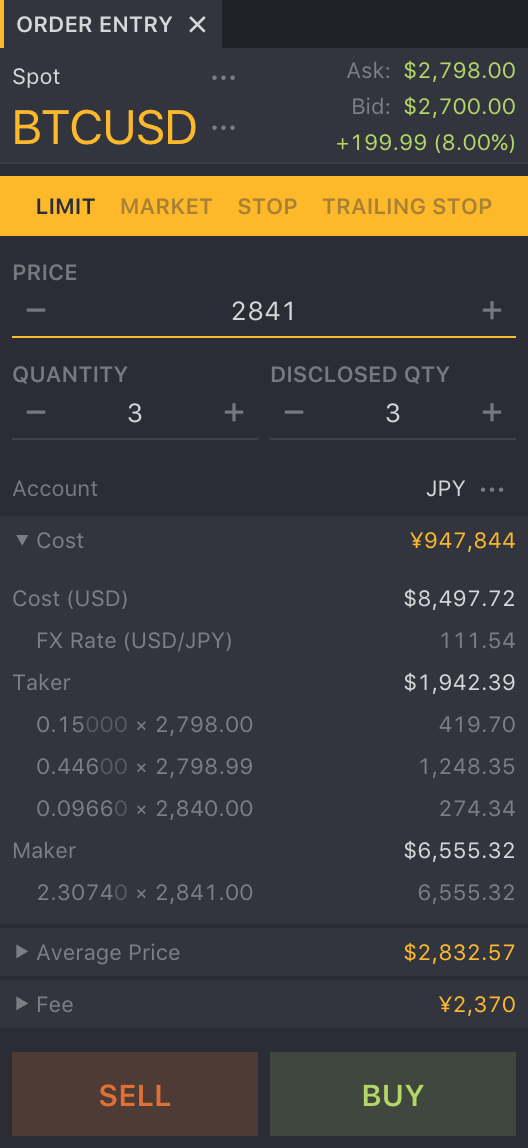 ORDER ENTRY ×
Spot ... Ask: $2,798.00
BTCUSD ... Bid: $2,700.00
+199.99 (8.00%)
LIMIT MARKET STOP TRAILING STOP
PRICE
− 2841 +
QUANTITY DISCLOSED QTY
− 3 + − 3 +
Account JPY ...
▼ Cost ¥947,844
Cost (USD) $8,497.72
FX Rate (USD/JPY) 111.54
Taker $1,942.39
0.15000 × 2,798.00 419.70
0.44600 × 2,798.99 1,248.35
0.09660 × 2,840.00 274.34
Maker $6,555.32
2.30740 × 2,841.00 6,555.32
▶ Average Price $2,832.57
▶ Fee ¥2,370
SELL BUY